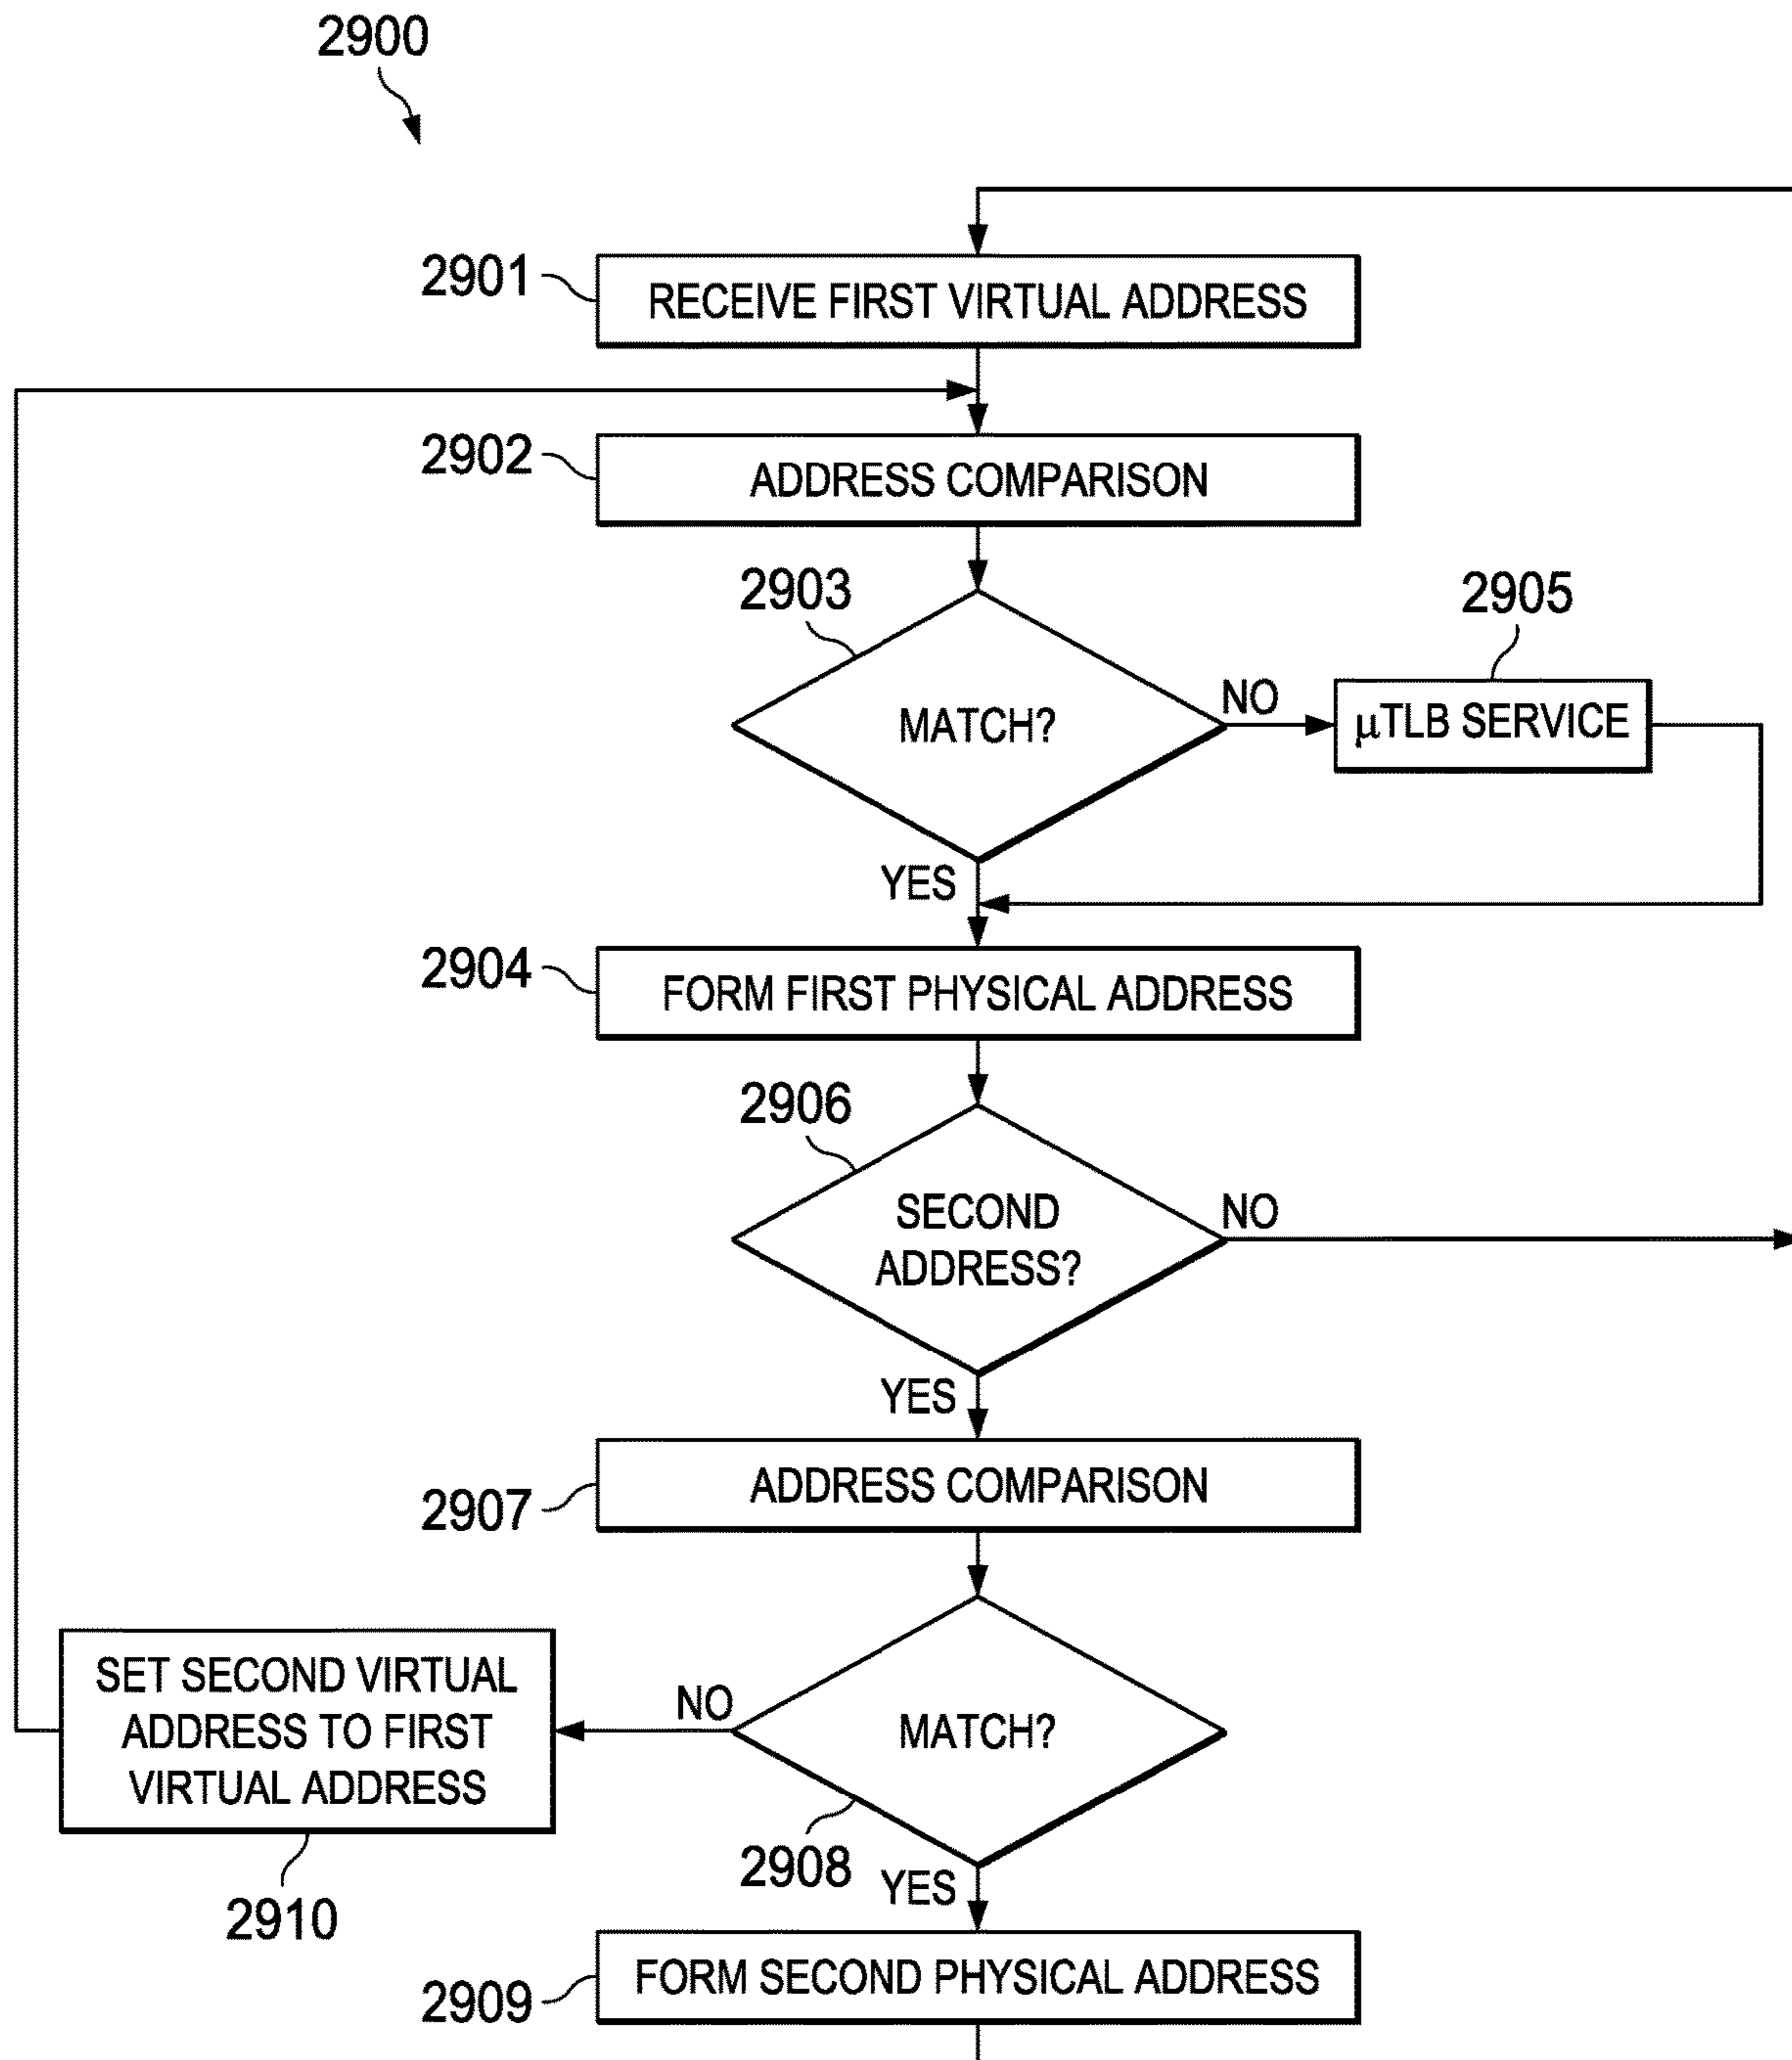 2900
2901
RECEIVE FIRST VIRTUAL ADDRESS
2902
ADDRESS COMPARISON
2903
MATCH?
NO
2905
μTLB SERVICE
YES
2904
FORM FIRST PHYSICAL ADDRESS
2906
SECOND
ADDRESS?
NO
YES
2907
ADDRESS COMPARISON
SET SECOND VIRTUAL
ADDRESS TO FIRST
VIRTUAL ADDRESS
2910
NO
MATCH?
2908
YES
2909
FORM SECOND PHYSICAL ADDRESS